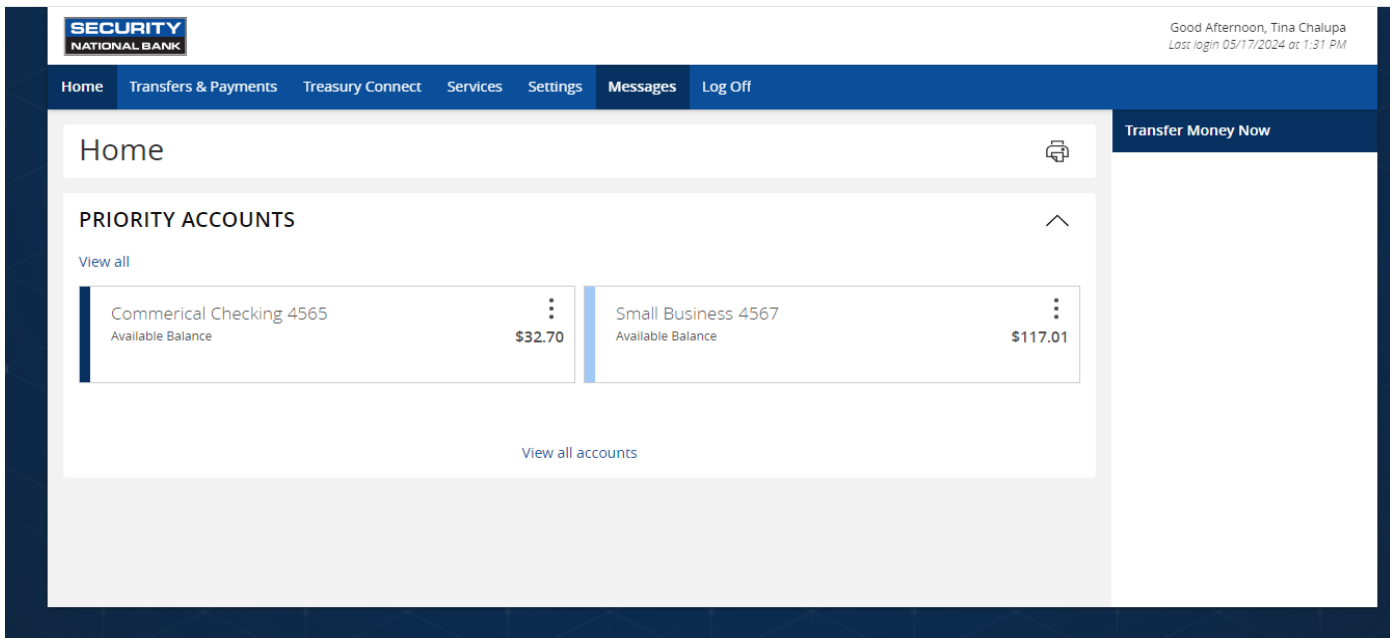 SECURITY
NATIONAL BANK
Good Afternoon, Tina Chalupa
Last login 05/17/2024 at 1:31 PM
Home Transfers & Payments Treasury Connect Services Settings Messages Log Off
Transfer Money Now
Home
PRIORITY ACCOUNTS
View all
Commerical Checking 4565
Available Balance $32.70
Small Business 4567
Available Balance $117.01
View all accounts